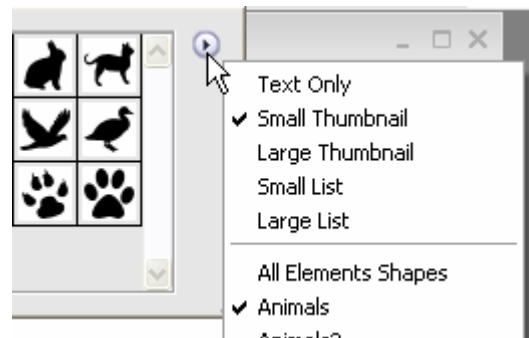 Text Only
Small Thumbnail
Large Thumbnail
Small List
Large List
All Elements Shapes
Animals